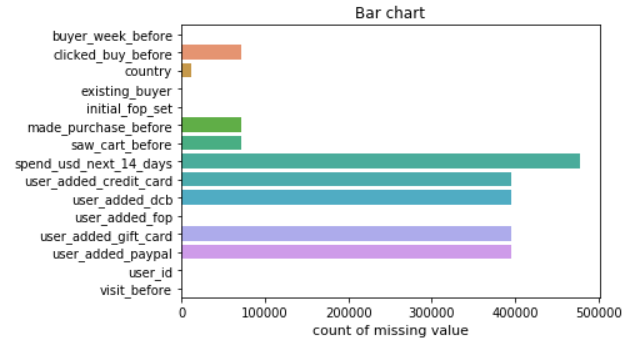 Bar chart
buyer_week_before
clicked_buy_before
country
existing_buyer
initial_fop_set
made_purchase_before
saw_cart_before
spend_usd_next_14_days
user_added_credit_card
user_added_dcb
user_added_fop
user_added_gift_card
user_added_paypal
user_id
visit_before
0 100000 200000 300000 400000 500000
count of missing value